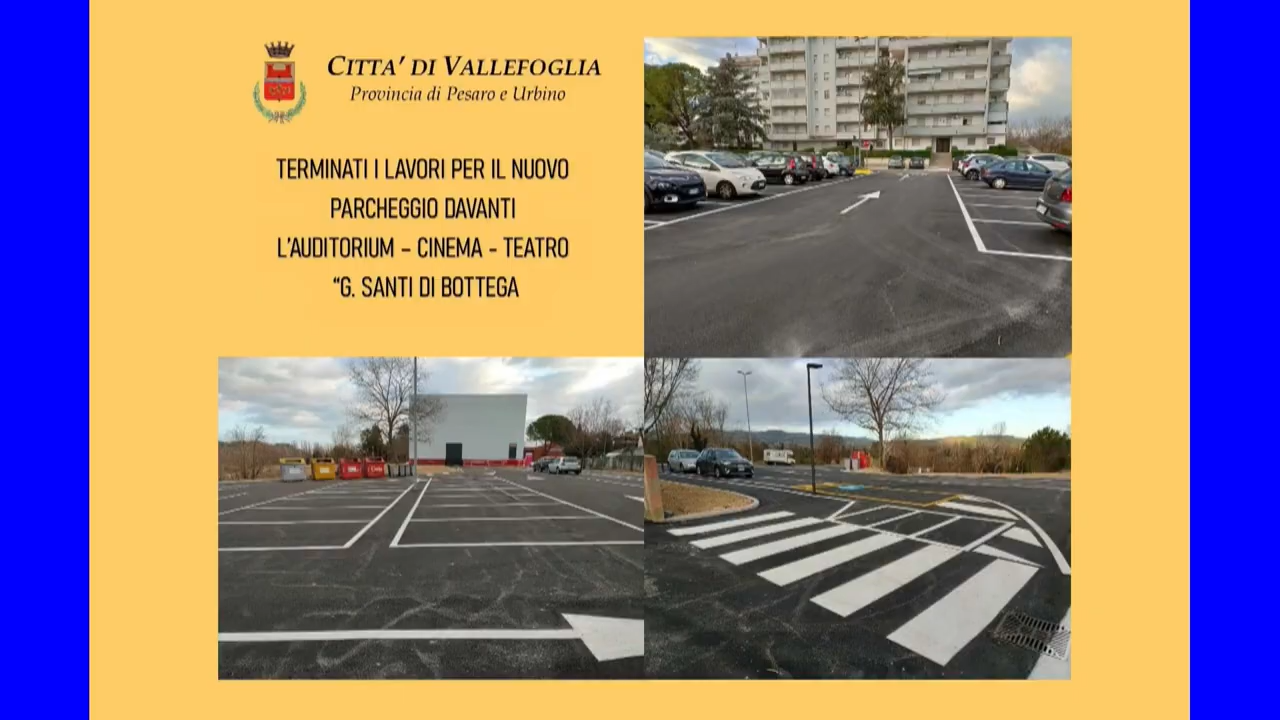 CITTA' DI VALLEFOGLIA
Provincia di Pesaro e Urbino
TERMINATI I LAVORI PER IL NUOVO
PARCHEGGIO DAVANTI
L'AUDITORIUM – CINEMA - TEATRO
“G. SANTI DI BOTTEGA